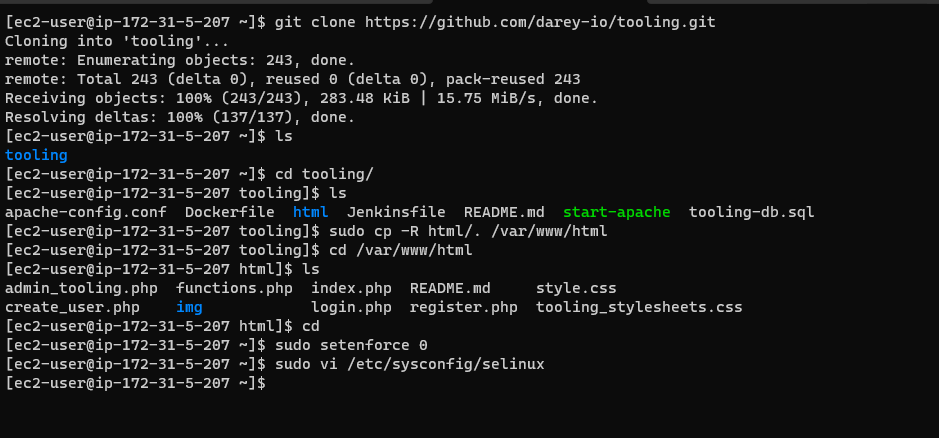 [ec2-user@ip-172-31-5-207 ~]$ git clone https://github.com/darey-io/tooling.git
Cloning into 'tooling'...
remote: Enumerating objects: 243, done.
remote: Total 243 (delta 0), reused 0 (delta 0), pack-reused 243
Receiving objects: 100% (243/243), 283.48 KiB | 15.75 MiB/s, done.
Resolving deltas: 100% (137/137), done.
[ec2-user@ip-172-31-5-207 ~]$ ls
tooling
[ec2-user@ip-172-31-5-207 ~]$ cd tooling/
[ec2-user@ip-172-31-5-207 tooling]$ ls
apache-config.conf  Dockerfile  html  Jenkinsfile  README.md  start-apache  tooling-db.sql
[ec2-user@ip-172-31-5-207 tooling]$ sudo cp -R html/. /var/www/html
[ec2-user@ip-172-31-5-207 tooling]$ cd /var/www/html
[ec2-user@ip-172-31-5-207 html]$ ls
admin_tooling.php  functions.php  index.php  README.md     style.css
create_user.php    img            login.php  register.php  tooling_stylesheets.css
[ec2-user@ip-172-31-5-207 html]$ cd
[ec2-user@ip-172-31-5-207 ~]$ sudo setenforce 0
[ec2-user@ip-172-31-5-207 ~]$ sudo vi /etc/sysconfig/selinux
[ec2-user@ip-172-31-5-207 ~]$